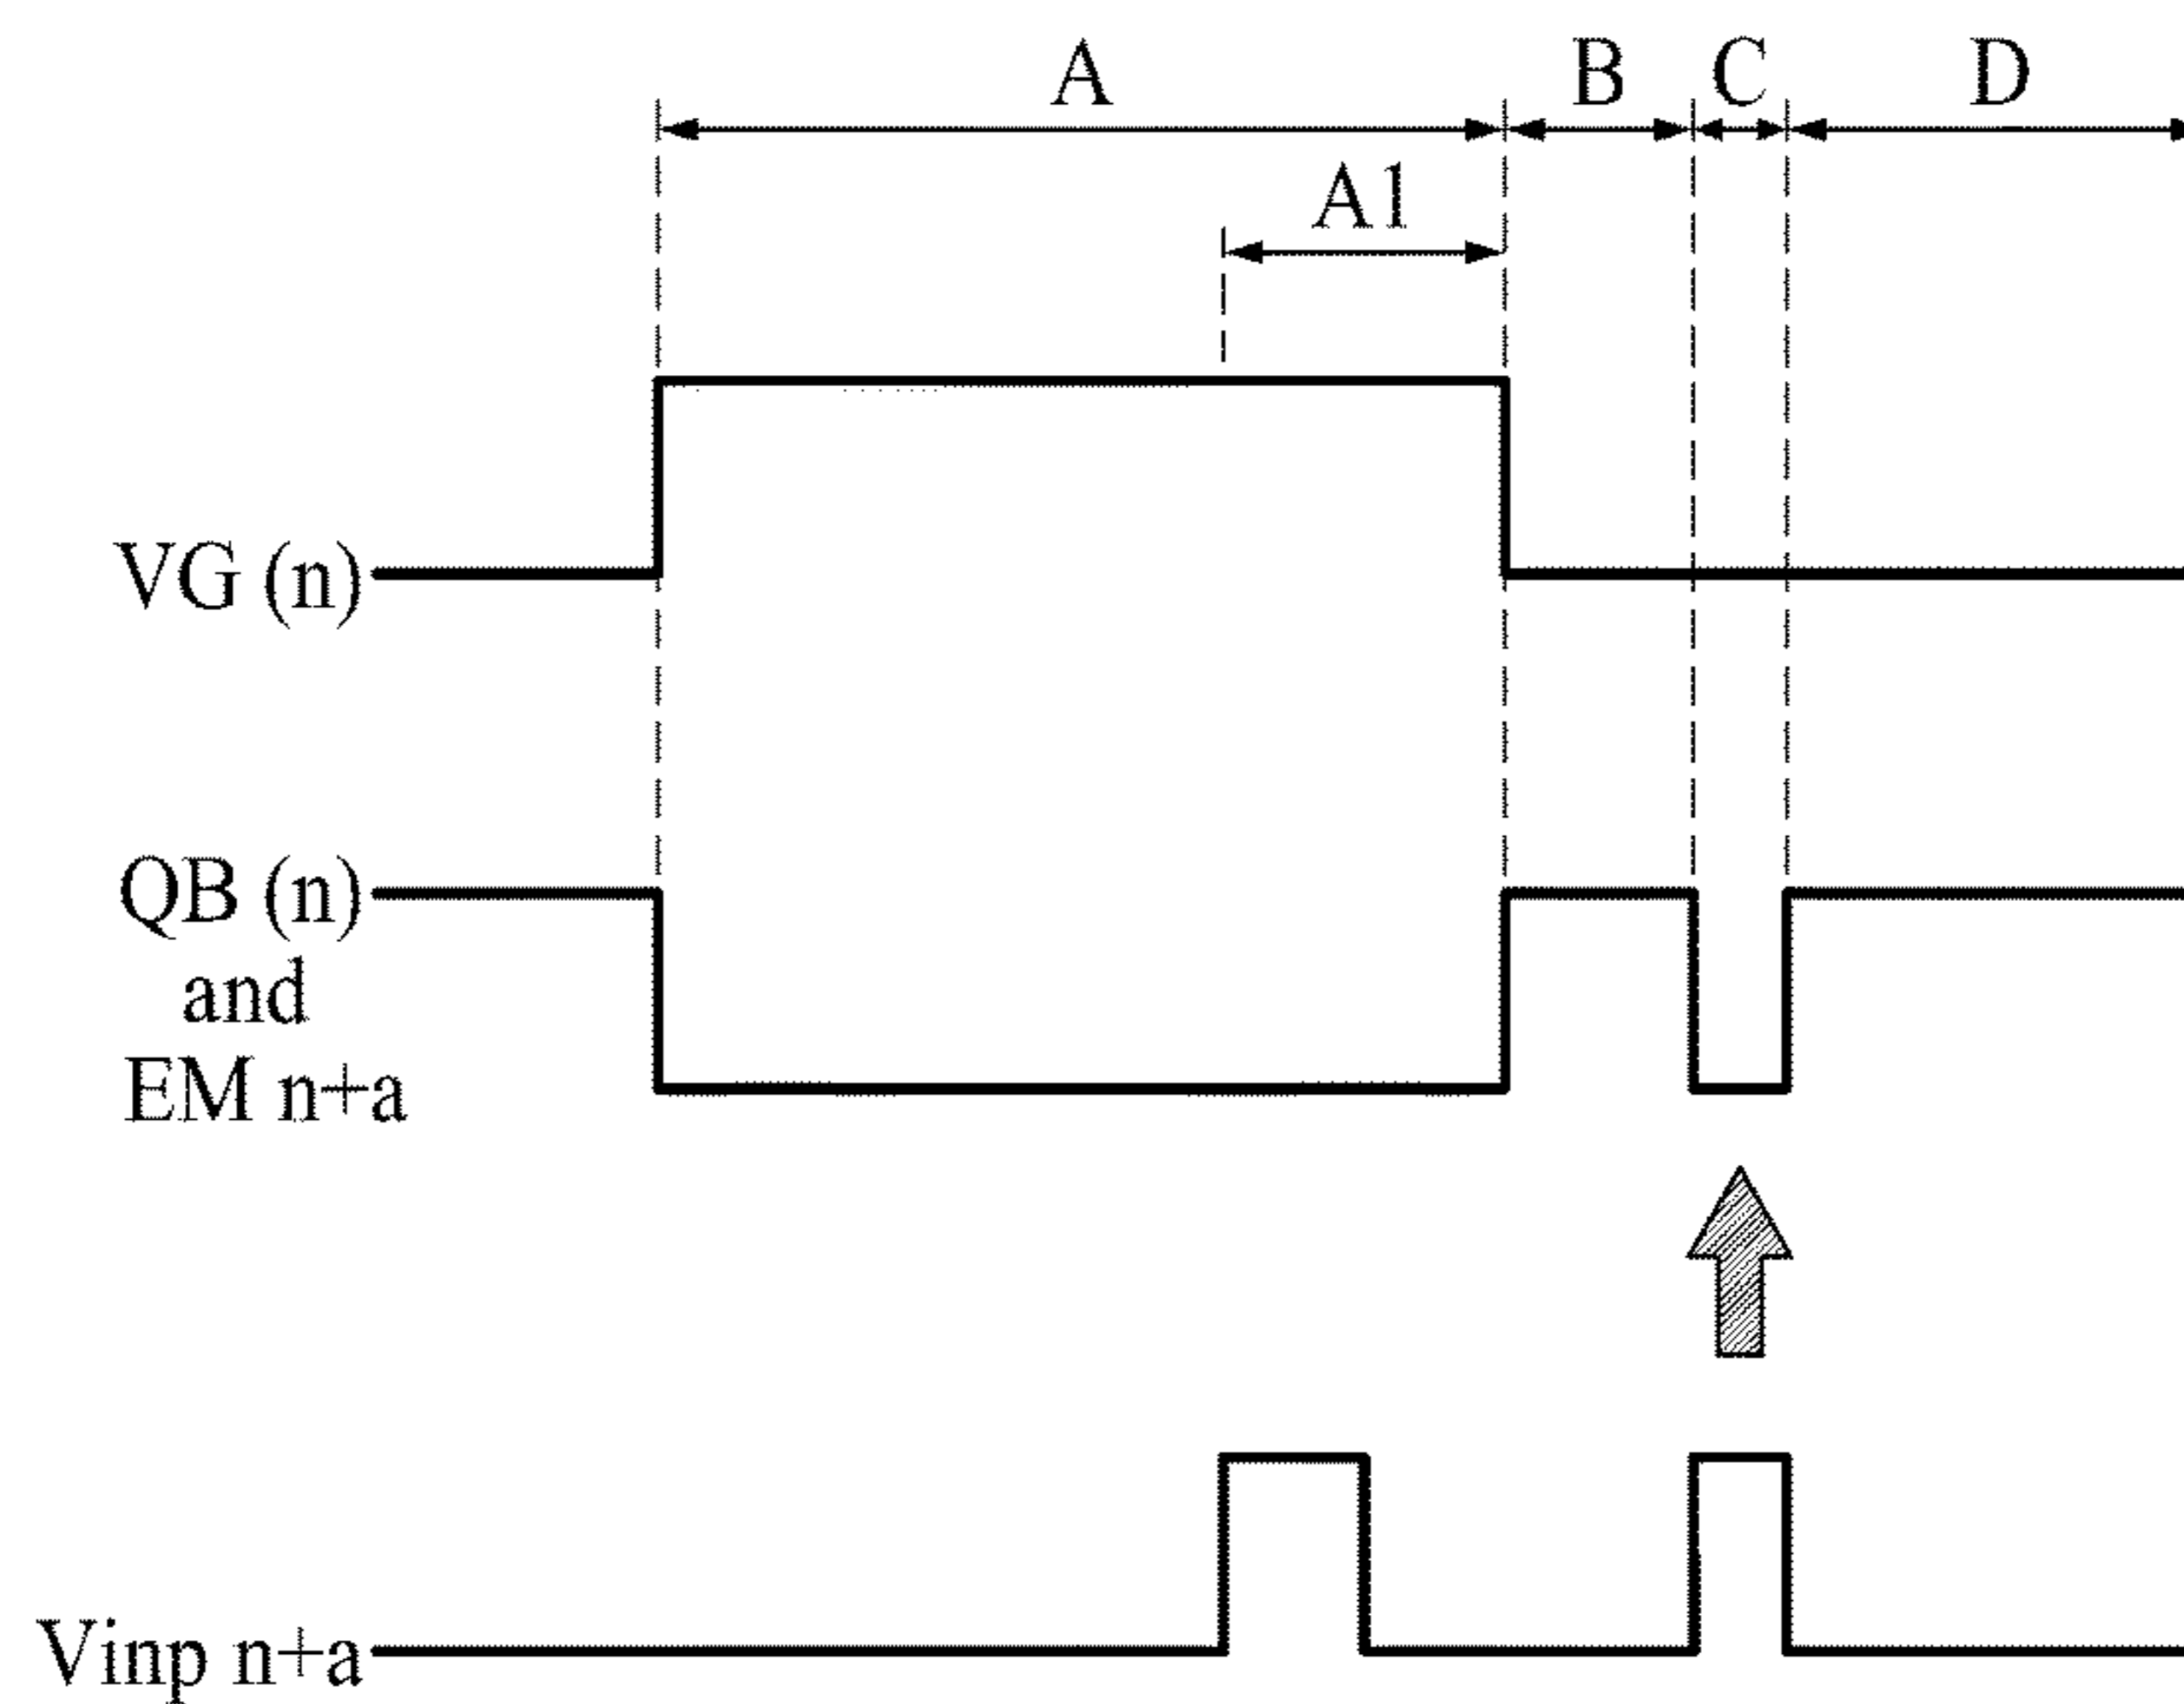 A B C D
A1
VG (n)
QB (n)
and
EM n+a
Vinp n+a